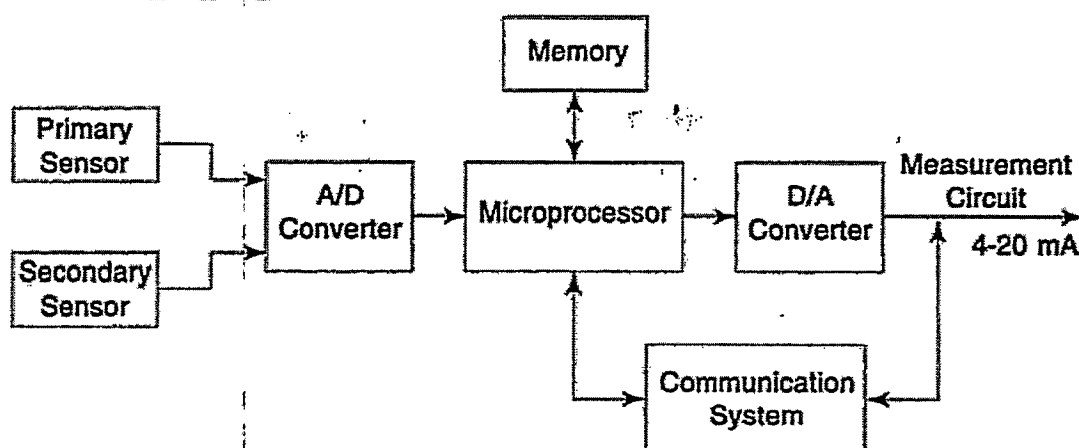 Memory
Primary
Sensor
A/D
Converter
Microprocessor
D/A
Converter
Measurement
Circuit
4-20 mA
Secondary
Sensor
Communication
System